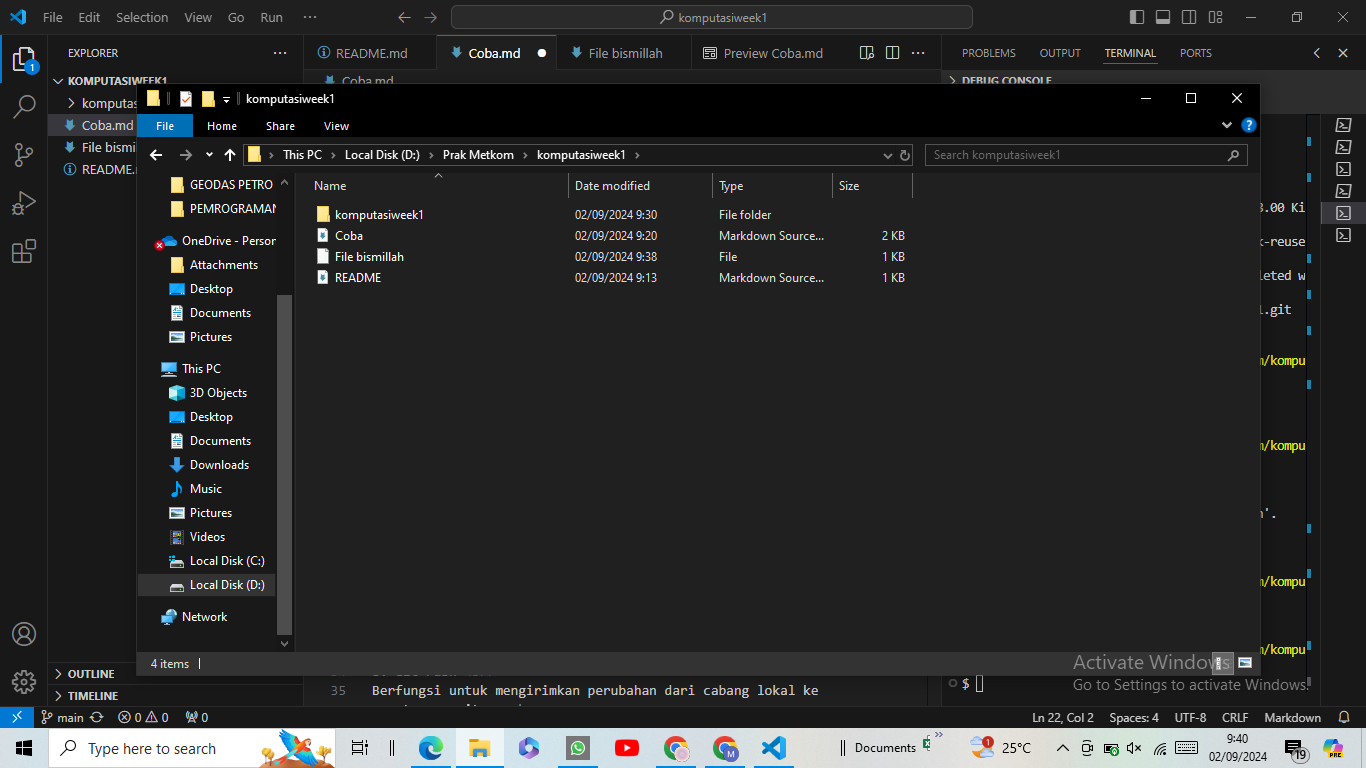 File Edit Selection View Go Run ··· komputasiweek1
EXPLORER ···
README.md Coba.md File bismillah Preview Coba.md ···
PROBLEMS OUTPUT TERMINAL PORTS
KOMPUTASIWEEK1
Coba.md
DEBUG CONSOLE
komputas
Coba.md
File bismi
README.
1
komputasiweek1
File Home Share View
This PC Local Disk (D:) Prak Metkom komputasiweek1
Search komputasiweek1
Name Date modified Type Size
komputasiweek1 02/09/2024 9:30 File folder
Coba 02/09/2024 9:20 Markdown Source... 2 KB
File bismillah 02/09/2024 9:38 File 1 KB
README 02/09/2024 9:13 Markdown Source... 1 KB
GEODAS PETRO
PEMROGRAMAN
OneDrive - Person
Attachments
Desktop
Documents
Pictures
This PC
3D Objects
Desktop
Documents
Downloads
Music
Pictures
Videos
Local Disk (C:)
Local Disk (D:)
Network
4 items
3.00 Ki
k-reuse
eted w
1.git
m/kompu
m/kompu
n'.
m/kompu
m/kompu
$
Activate Windows
Go to Settings to activate Windows.
OUTLINE
TIMELINE
35 Berfungsi untuk mengirimkan perubahan dari cabang lokal ke
main 0 0 0 Ln 22, Col 2 Spaces: 4 UTF-8 CRLF Markdown
Type here to search
M
Documents
1
25°C
9:40
02/09/2024
19
PRE